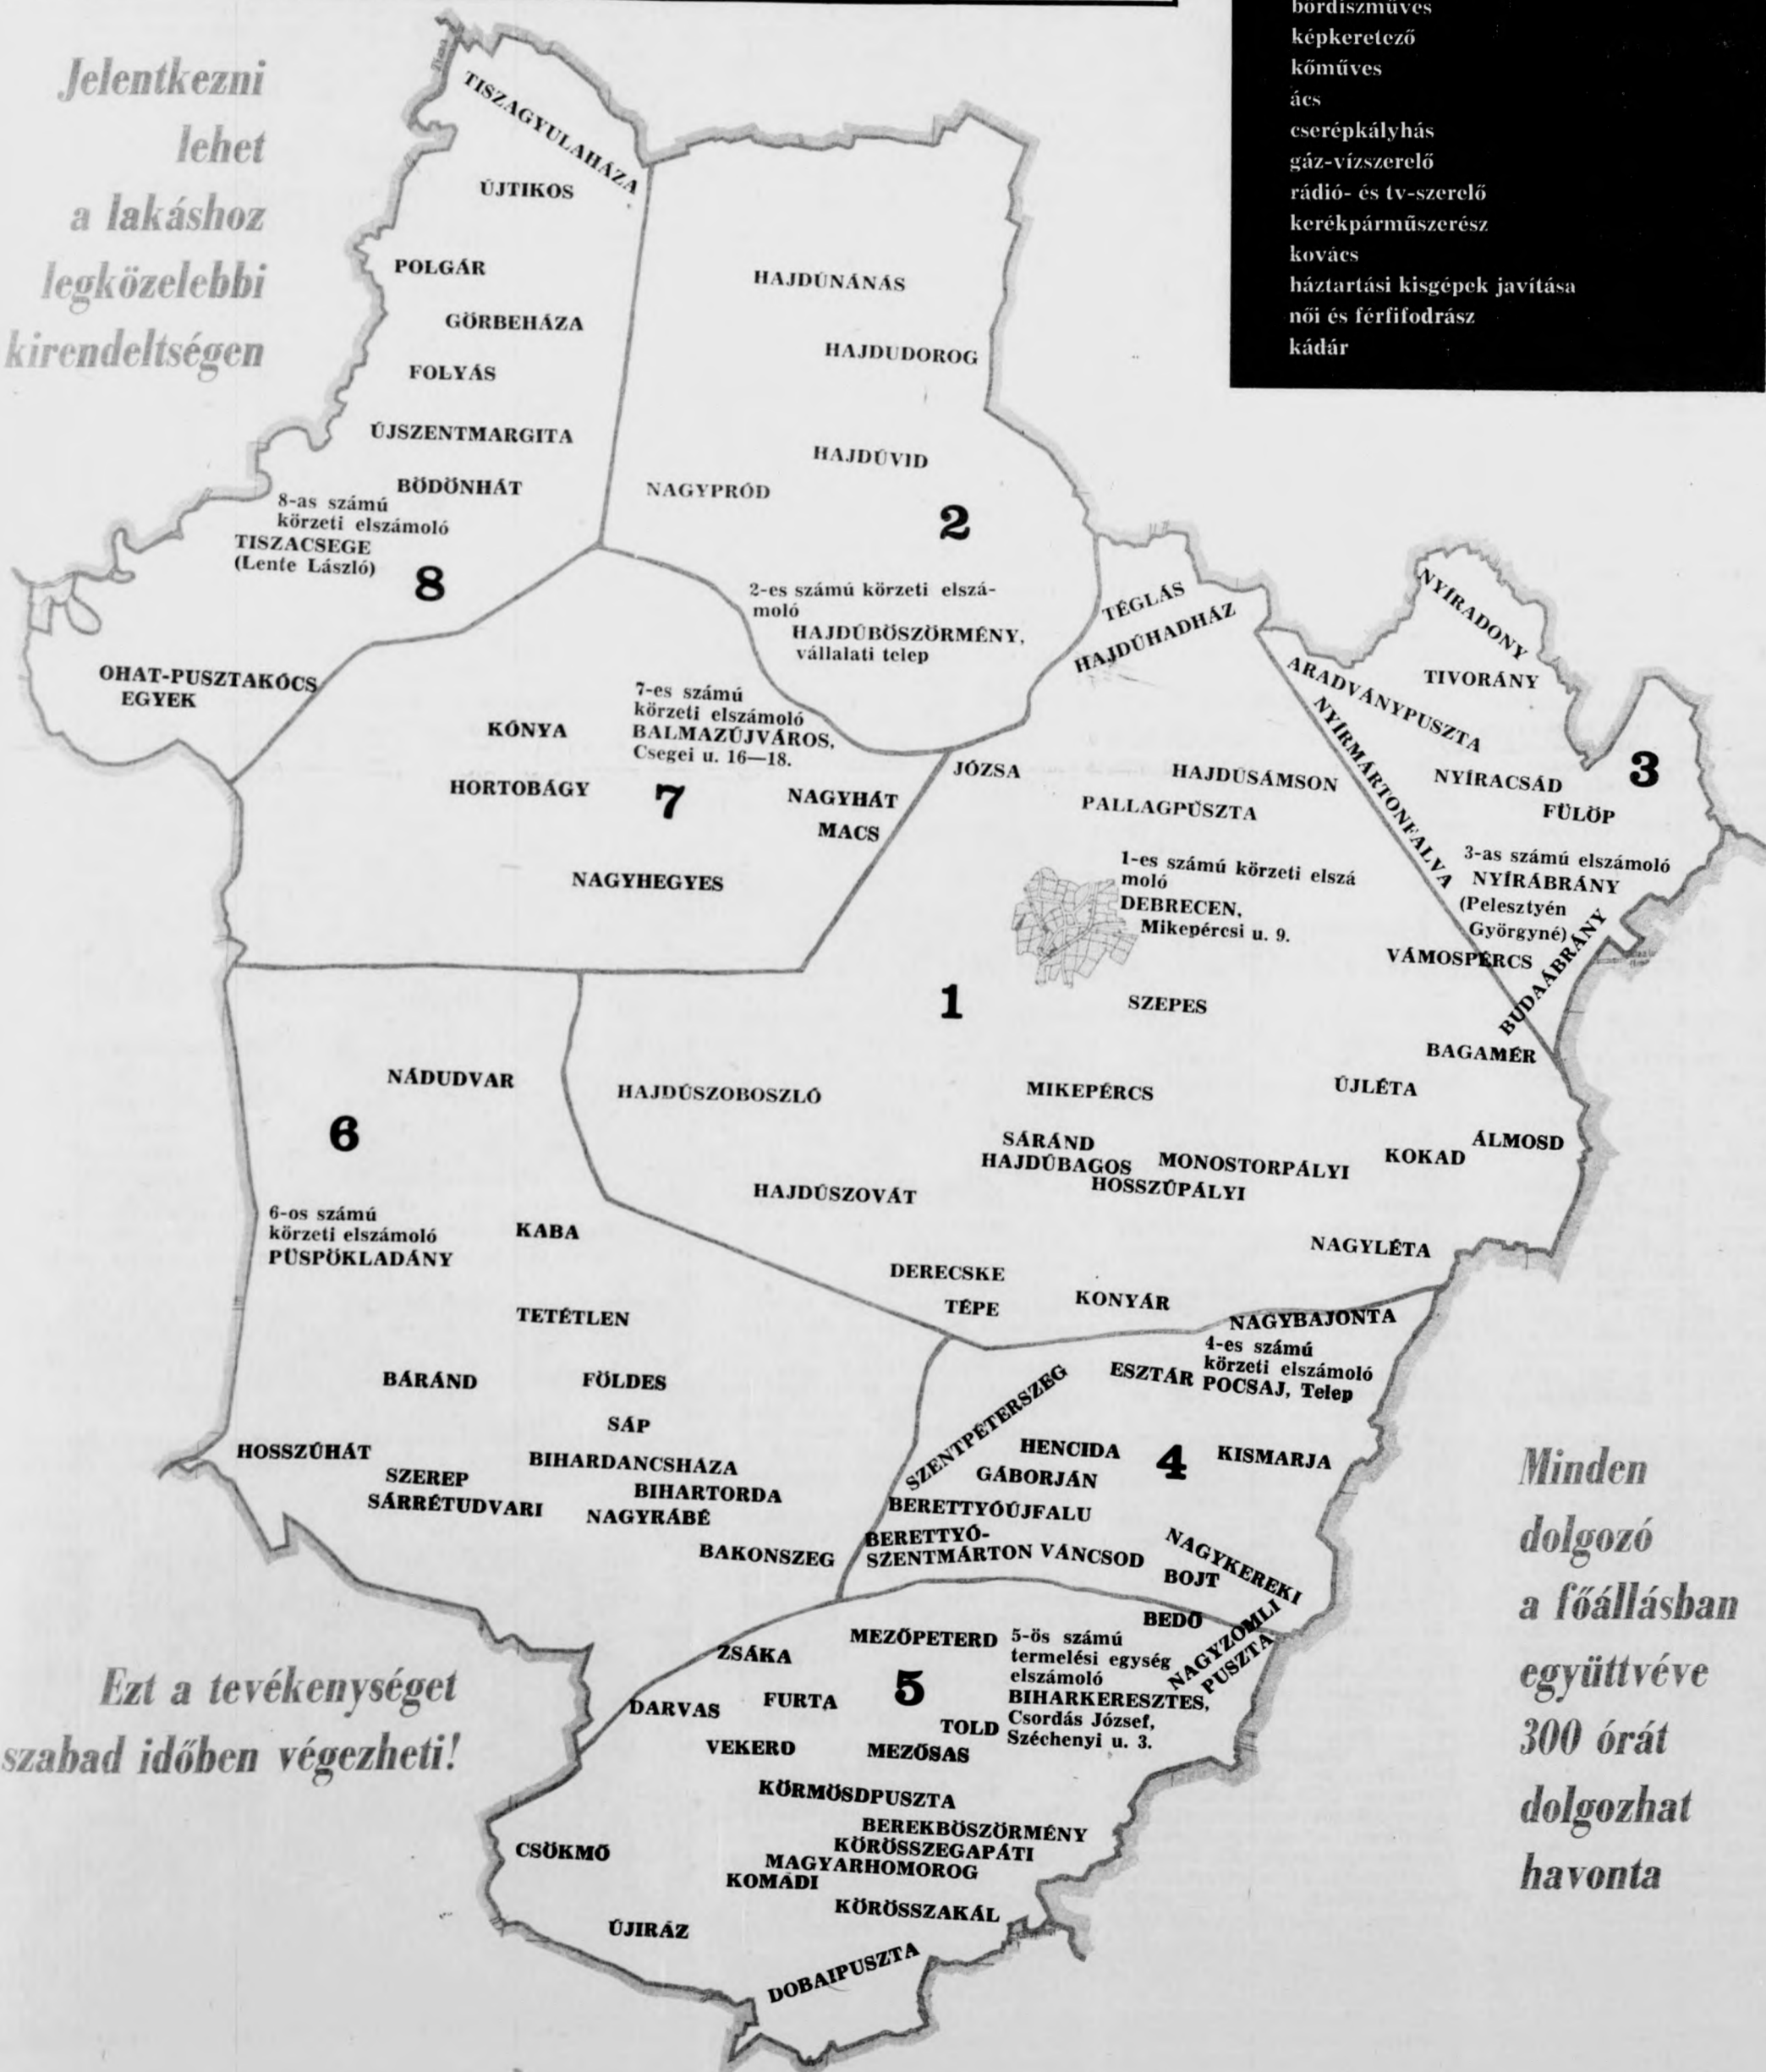 bőrdíszműves
képkeretező
kőműves
ács
cserépkályhás
gáz-vízszerelő
rádió- és tv-szerelő
kerékpárműszerész
kovács
háztartási kisgépek javítása
női és férfifodrász
kádár
Jelentkezni
lehet
a lakáshoz
legközelebbi
kirendeltségen
TISZAGYULAHÁZA
ÚJTIKOS
POLGÁR
GÖRBEHÁZA
FOLYÁS
ÚJSZENTMARGITA
BÖDÖNHÁT
8-as számú
körzeti elszámoló
TISZACSEGE
(Lente László)
8
OHAT-PUSZTAKÓCS
EGYEK
HAJDÚNÁNÁS
HAJDUDOROG
HAJDÚVID
NAGYPRÓD
2
2-es számú körzeti elszá-
moló
HAJDÚBÖSZÖRMÉNY,
vállalati telep
TÉGLÁS
HAJDÚHADHÁZ
NYÍRADONY
TIVORÁNY
ARADVÁNYPUSZTA
NYÍRMÁRTONFALVA
NYÍRACSÁD
3
FÜLÖP
3-as számú elszámoló
NYÍRÁBRÁNY
(Pelesztyén
Györgyné)
VÁMOSPÉRCS
BUDAÁBRÁNY
KÓNYA
7-es számú
körzeti elszámoló
BALMAZÚJVÁROS,
Csegei u. 16—18.
HORTOBÁGY
7
NAGYHÁT
MACS
NAGYHEGYES
JÓZSA
HAJDÚSÁMSON
PALLAGPUSZTA
1-es számú körzeti elszá
moló
DEBRECEN,
Mikepércsi u. 9.
1
SZEPES
BAGAMÉR
ÚJLÉTA
MIKEPÉRCS
HAJDÚSZOBOSZLÓ
SÁRÁND
HAJDÚBAGOS
MONOSTORPÁLYI
HOSSZÚPÁLYI
KOKAD
ÁLMOSD
HAJDÚSZOVÁT
NAGYLÉTA
DERECSKE
TÉPE
KONYÁR
NÁDUDVAR
6
6-os számú
körzeti elszámoló
PÜSPÖKLADÁNY
KABA
TETÉTLEN
BÁRÁND
FÖLDES
SÁP
HOSSZÚHÁT
BIHARDANCSHÁZA
SZEREP
BIHARTORDA
SÁRRÉTUDVARI
NAGYRÁBÉ
BAKONSZEG
NAGYBAJONTA
4-es számú
körzeti elszámoló
POCSAJ, Telep
ESZTÁR
SZENTPÉTERSZEG
HENCIDA
4
KISMARJA
GÁBORJÁN
BERETTYÓÚJFALU
BERETTYÓ-
SZENTMÁRTON VÁNCSOD
NAGYKEREKI
BOJT
BEDŐ
NAGYZOMLI
PUSZTA
MEZŐPETERD
5-ös számú
termelési egység
elszámoló
BIHARKERESZTES,
Csordás József,
Széchenyi u. 3.
ZSÁKA
5
DARVAS
FURTA
TOLD
VEKERD
MEZŐSAS
KÖRMÖSDPUSZTA
BEREKBÖSZÖRMÉNY
KÖRÖSSZEGAPÁTI
MAGYARHOMOROG
KOMÁDI
CSÖKMŐ
KÖRÖSSZAKÁL
ÚJIRÁZ
DOBAIPUSZTA
Ezt a tevékenységet
szabad időben végezheti!
Minden
dolgozó
a főállásban
együttvéve
300 órát
dolgozhat
havonta